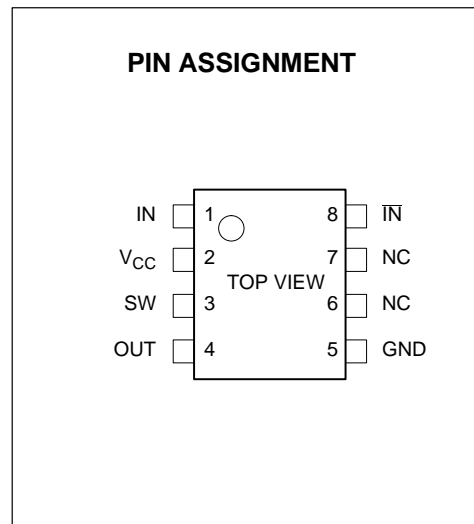 PIN ASSIGNMENT
IN 1 8 I̅N̅
VCC 2 7 NC
TOP VIEW
SW 3 6 NC
OUT 4 5 GND